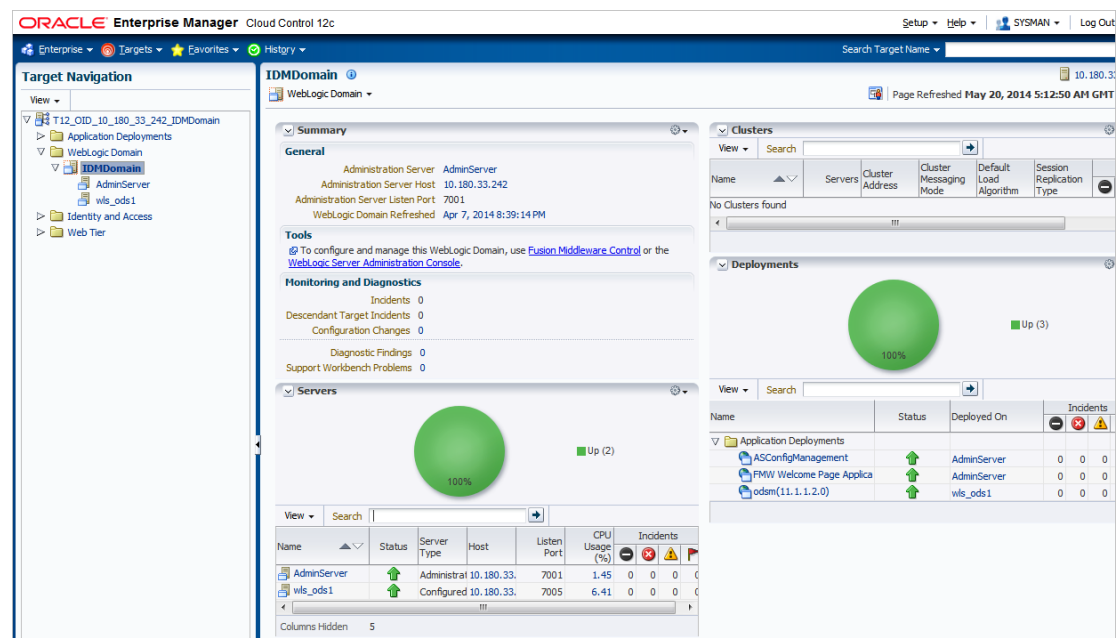 ORACLE Enterprise Manager Cloud Control 12c
Setup Help SYSMAN Log Out
Enterprise Targets Favorites History
Search Target Name
Target Navigation
View
T12_OID_10_180_33_242_IDMDomain
Application Deployments
WebLogic Domain
IDMDomain
AdminServer
wls_ods1
Identity and Access
Web Tier
IDMDomain
10.180.3
WebLogic Domain
Page Refreshed May 20, 2014 5:12:50 AM GMT
Summary
General
Administration Server AdminServer
Administration Server Host 10.180.33.242
Administration Server Listen Port 7001
WebLogic Domain Refreshed Apr 7, 2014 8:39:14 PM
Tools
To configure and manage this WebLogic Domain, use Fusion Middleware Control or the
WebLogic Server Administration Console.
Monitoring and Diagnostics
Incidents 0
Descendant Target Incidents 0
Configuration Changes 0
Diagnostic Findings 0
Support Workbench Problems 0
Servers
100%
Up (2)
View Search
Name Status Server Type Host Listen Port CPU Usage (%) Incidents
AdminServer Administrat 10.180.33. 7001 1.45 0 0 0
wls_ods1 Configured 10.180.33. 7005 6.41 0 0 0
Columns Hidden 5
Clusters
View Search
Name Servers Cluster Address Cluster Messaging Mode Default Load Algorithm Session Replication Type
No Clusters found
Deployments
100%
Up (3)
View Search
Name Status Deployed On Incidents
Application Deployments
ASConfigManagement AdminServer 0 0 0
FMW Welcome Page Applica AdminServer 0 0 0
odsm(11.1.1.2.0) wls_ods1 0 0 0